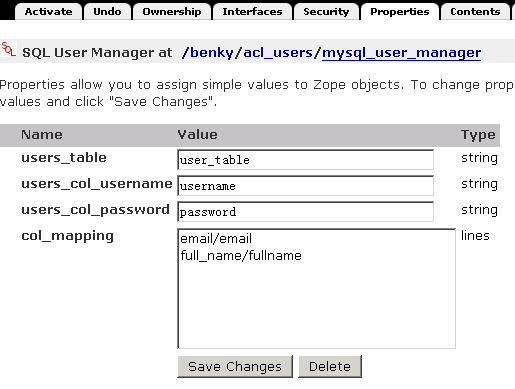 Activate Undo Ownership Interfaces Security Properties Contents
SQL SQL User Manager at /benky/acl_users/mysql_user_manager
Properties allow you to assign simple values to Zope objects. To change prop
values and click "Save Changes".
Name Value Type
users_table user_table string
users_col_username username string
users_col_password password string
col_mapping email/email lines
full_name/fullname
Save Changes Delete